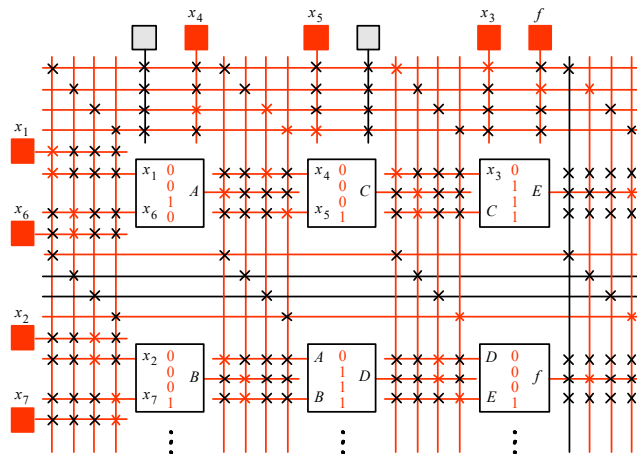 x4 x5 x3 f
x1
x1 0 0 1 0 x6 A
x4 0 0 0 1 x5 C
x3 0 1 1 1 C E
x6
x2
x2 0 0 0 1 x7 B
A 0 1 1 1 B D
D 0 0 0 1 E f
x7